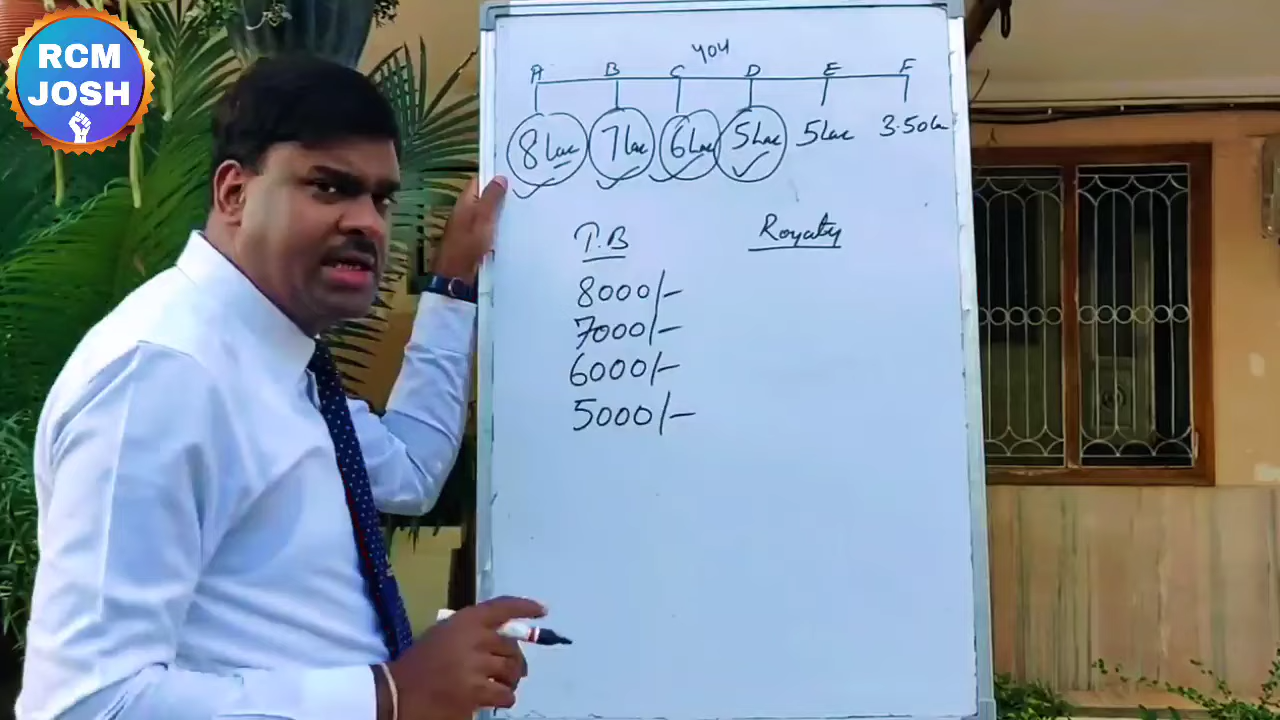 RCM
JOSH
YOU
A B C D E F
8 Lac 7 Lac 6 Lac 5 Lac 5 Lac 3.50 La
T.B Royalty
8000/-
7000/-
6000/-
5000/-